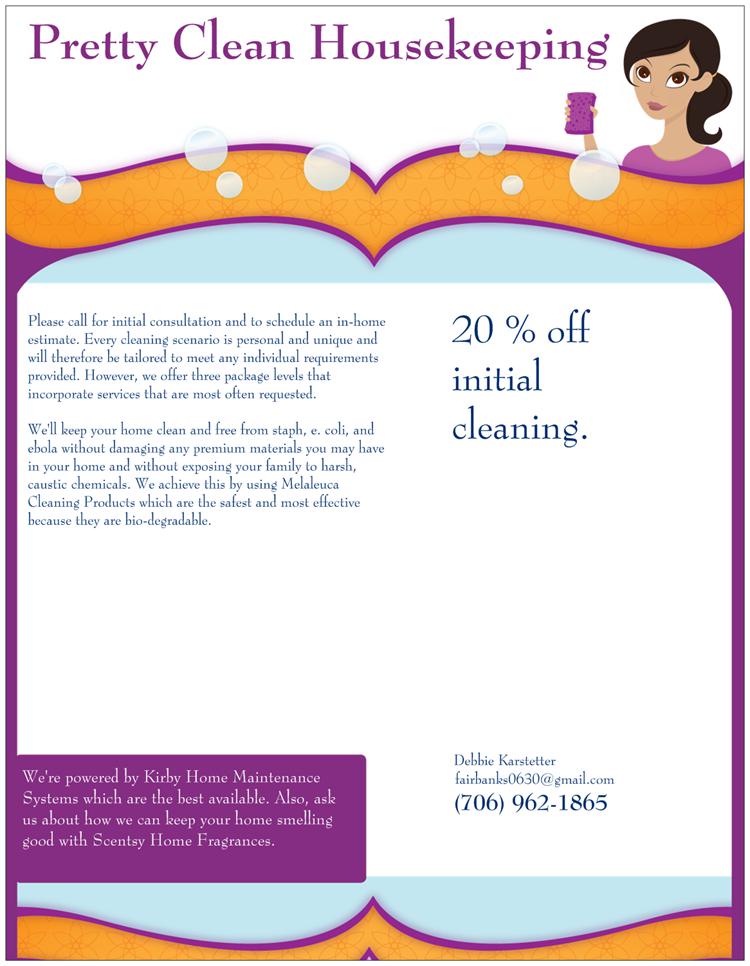 Pretty Clean Housekeeping
Please call for initial consultation and to schedule an in-home
estimate. Every cleaning scenario is personal and unique and
will therefore be tailored to meet any individual requirements
provided. However, we offer three package levels that
incorporate services that are most often requested.
We'll keep your home clean and free from staph, e. coli, and
ebola without damaging any premium materials you may have
in your home and without exposing your family to harsh,
caustic chemicals. We achieve this by using Melaleuca
Cleaning Products which are the safest and most effective
because they are bio-degradable.
20 % off
initial
cleaning.
We're powered by Kirby Home Maintenance
Systems which are the best available. Also, ask
us about how we can keep your home smelling
good with Scentsy Home Fragrances.
Debbie Karstetter
fairbanks0630@gmail.com
(706) 962-1865